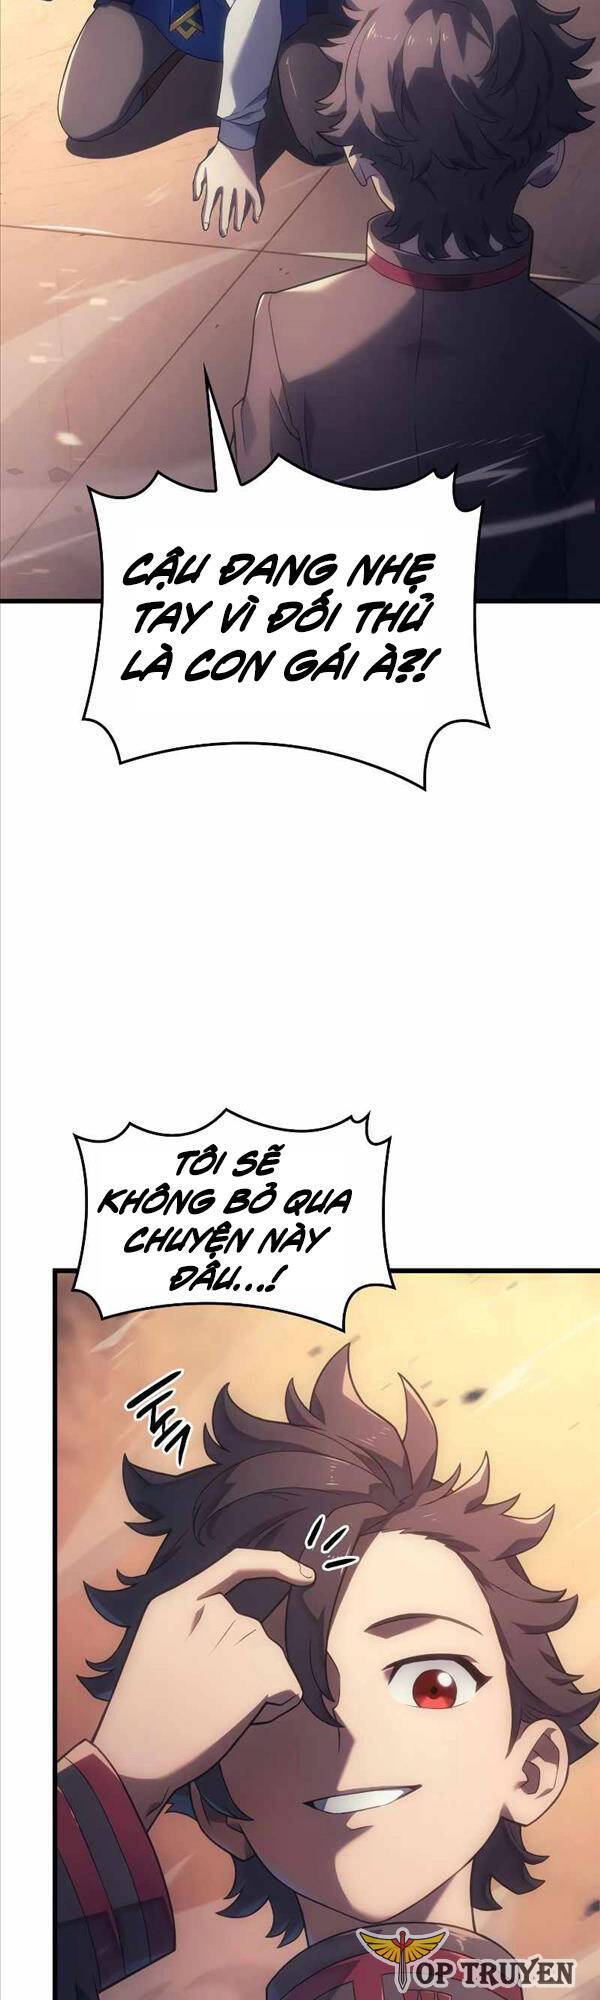 CẬU ĐANG NHẸ
TAY VÌ ĐỐI THỦ
LÀ CON GÁI À?!
TÔI SẼ
KHÔNG BỎ QUA
CHUYỆN NÀY
ĐÂU...!
TOP TRUYEN